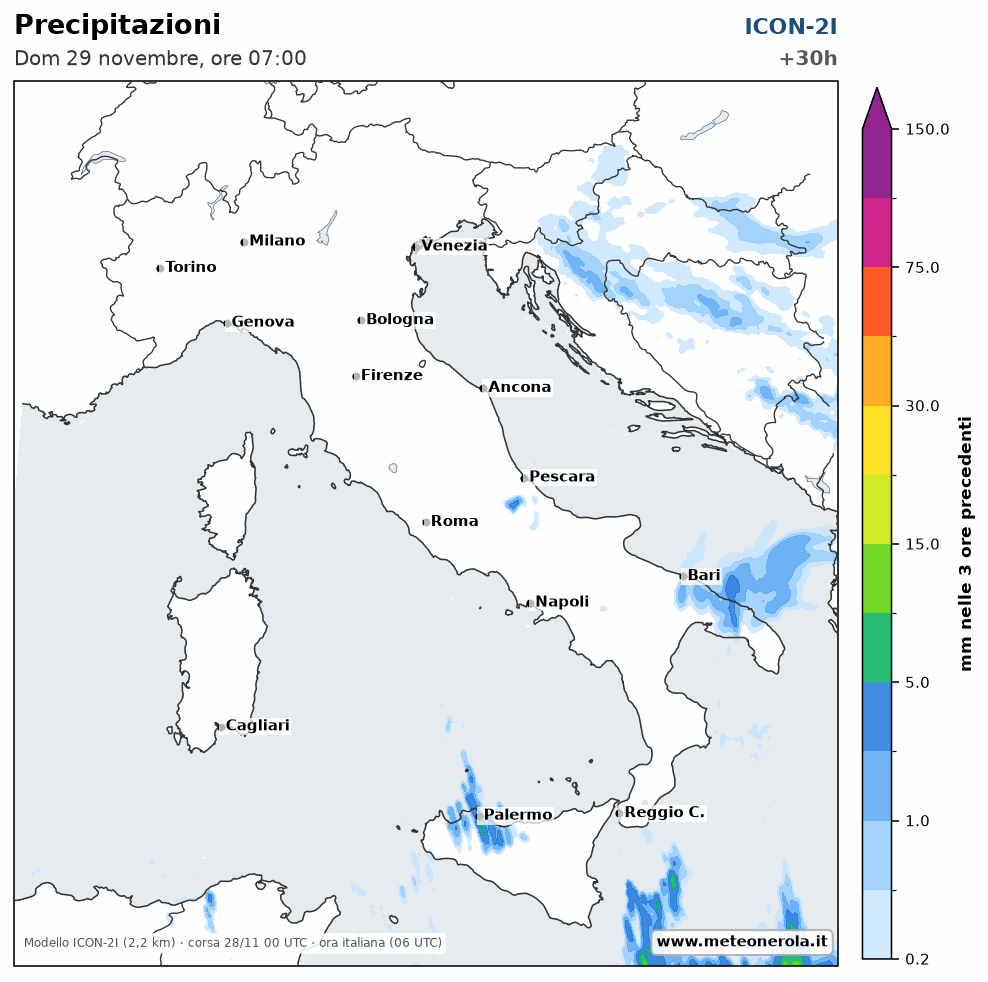 Precipitazioni
ICON-2I
Dom 29 novembre, ore 07:00
+30h
150.0
75.0
30.0
15.0
5.0
1.0
0.2
mm nelle 3 ore precedenti
Milano
Venezia
Torino
Genova
Bologna
Firenze
Ancona
Pescara
Roma
Bari
Napoli
Cagliari
Palermo
Reggio C.
Modello ICON-2I (2,2 km) · corsa 28/11 00 UTC · ora italiana (06 UTC)
www.meteonerola.it